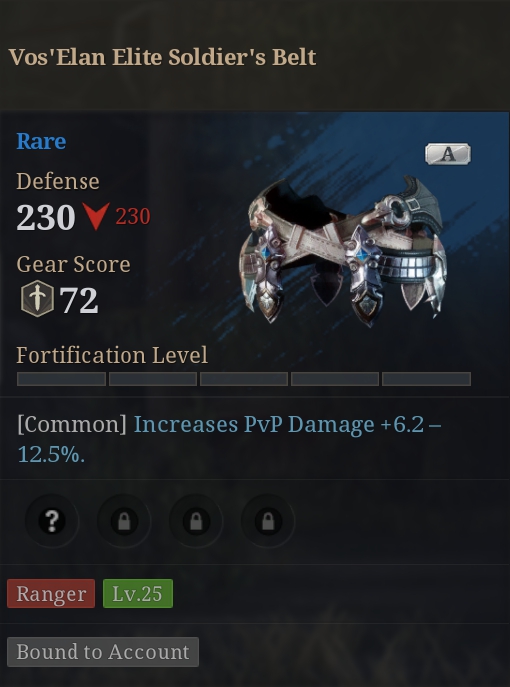 Vos'Elan Elite Soldier's Belt
Rare
A
Defense
230 230
Gear Score
72
Fortification Level
[Common] Increases PvP Damage +6.2 –
12.5%.
?
Ranger Lv.25
Bound to Account